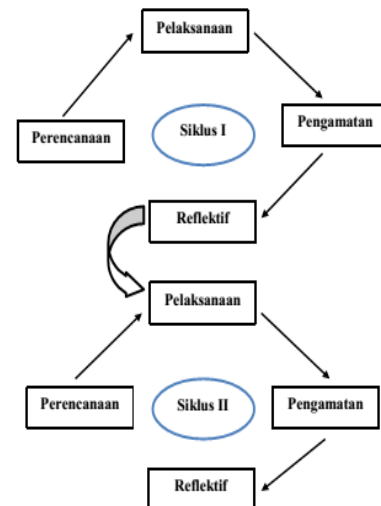 Pelaksanaan
Perencanaan
Siklus I
Pengamatan
Reflektif
Pelaksanaan
Perencanaan
Siklus II
Pengamatan
Reflektif